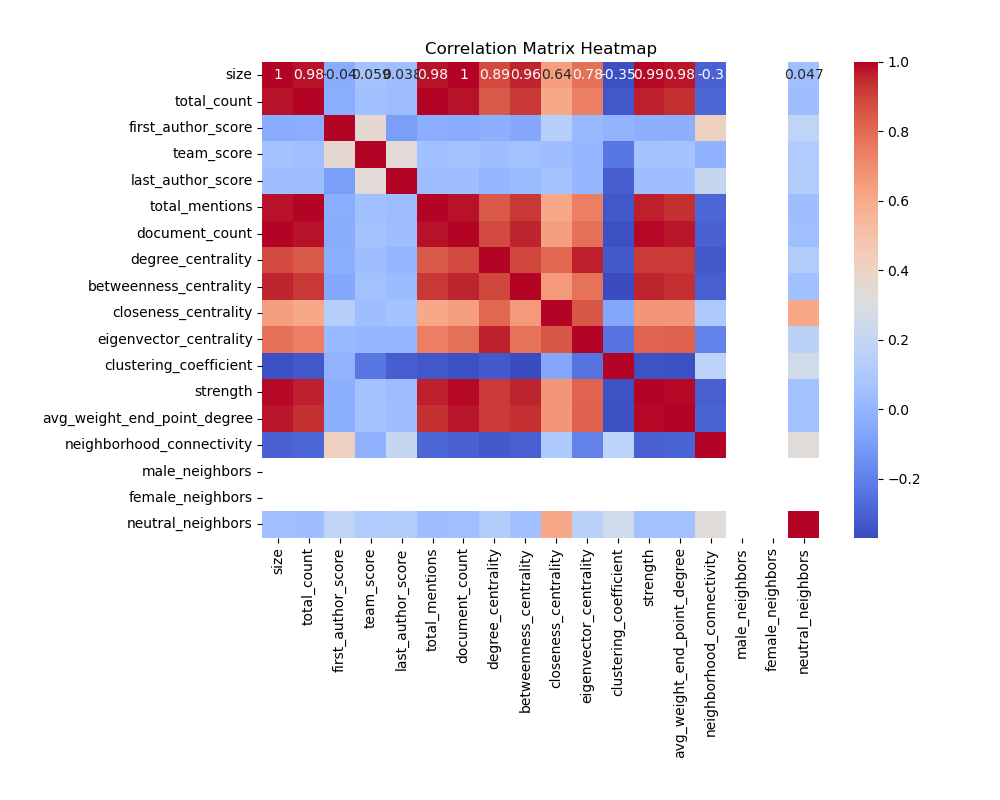 Correlation Matrix Heatmap
size 1 0.98 -0.04 0.059 0.038 0.98 1 0.89 0.96 0.64 0.78 -0.35 0.99 0.98 -0.3 0.047
total_count
first_author_score
team_score
last_author_score
total_mentions
document_count
degree_centrality
betweenness_centrality
closeness_centrality
eigenvector_centrality
clustering_coefficient
strength
avg_weight_end_point_degree
neighborhood_connectivity
male_neighbors
female_neighbors
neutral_neighbors
size
total_count
first_author_score
team_score
last_author_score
total_mentions
document_count
degree_centrality
betweenness_centrality
closeness_centrality
eigenvector_centrality
clustering_coefficient
strength
avg_weight_end_point_degree
neighborhood_connectivity
male_neighbors
female_neighbors
neutral_neighbors
1.0
0.8
0.6
0.4
0.2
0.0
−0.2